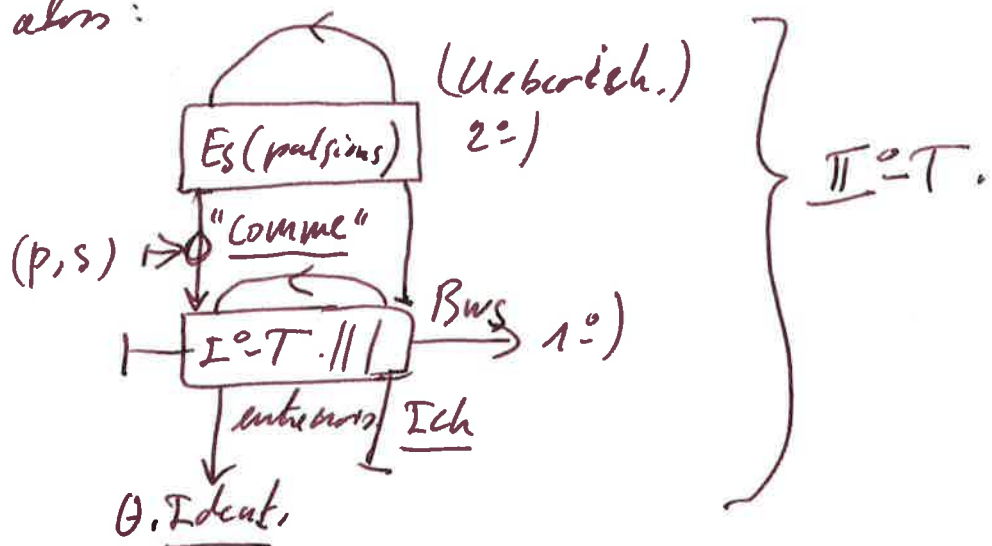 alors :
(Ueberich.)
2°)
Es (pulsions)
II°-T.
"Comme"
(p, s)
Bws
1°)
I°-T.
Ich
θ. Ident.